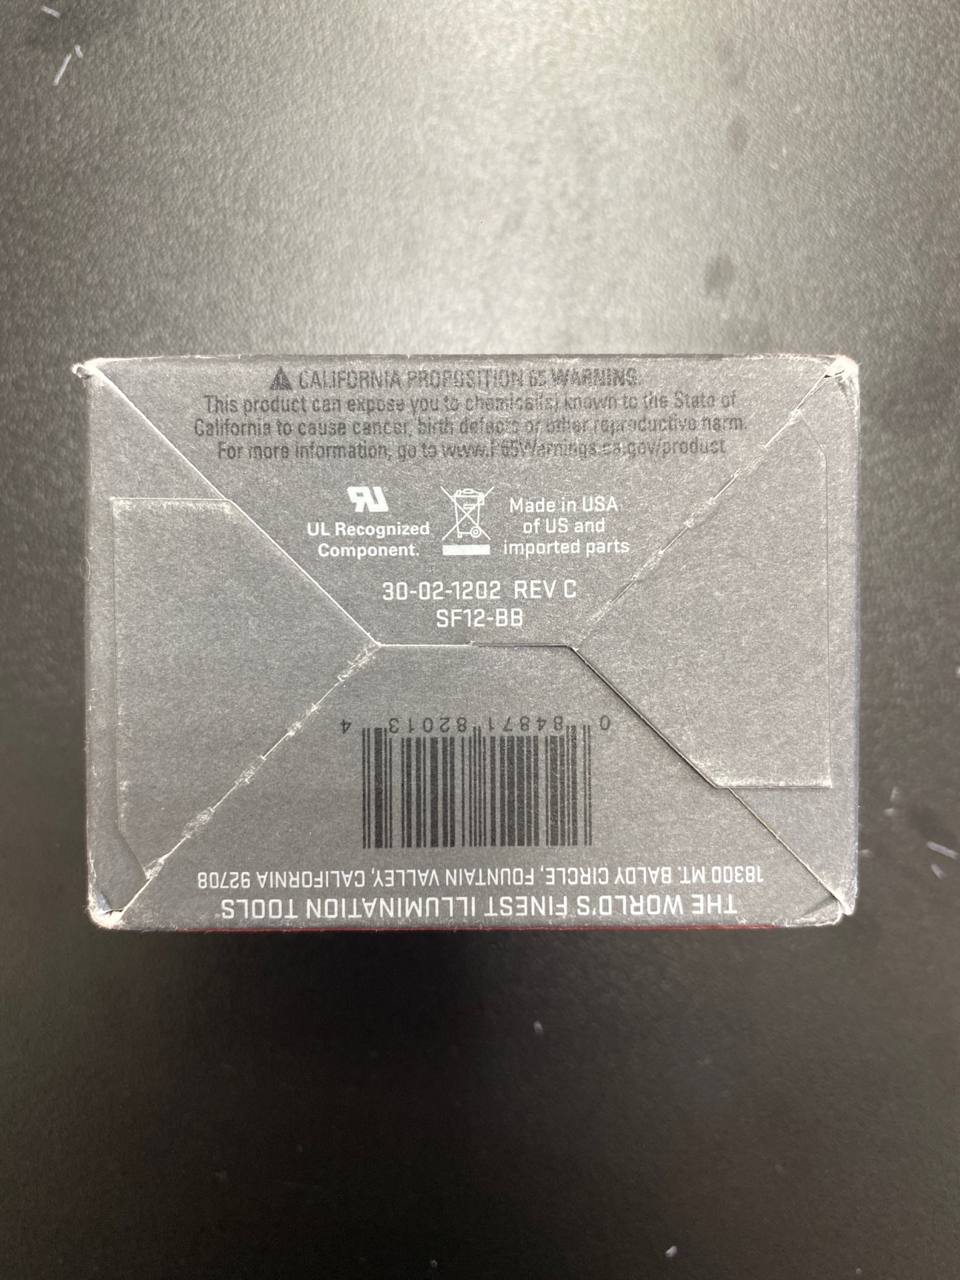 CALIFORNIA PROPOSITION 65 WARNING:
This product can expose you to chemical(s) known to the State of
California to cause cancer, birth defects or other reproductive harm.
For more information, go to www.P65Warnings.ca.gov/product
UL Recognized
Component.
Made in USA
of US and
imported parts
30-02-1202 REV C
SF12-BB
THE WORLD'S FINEST ILLUMINATION TOOLS
18300 MT. BALDY CIRCLE, FOUNTAIN VALLEY, CALIFORNIA 92708
0 84871 82013 4